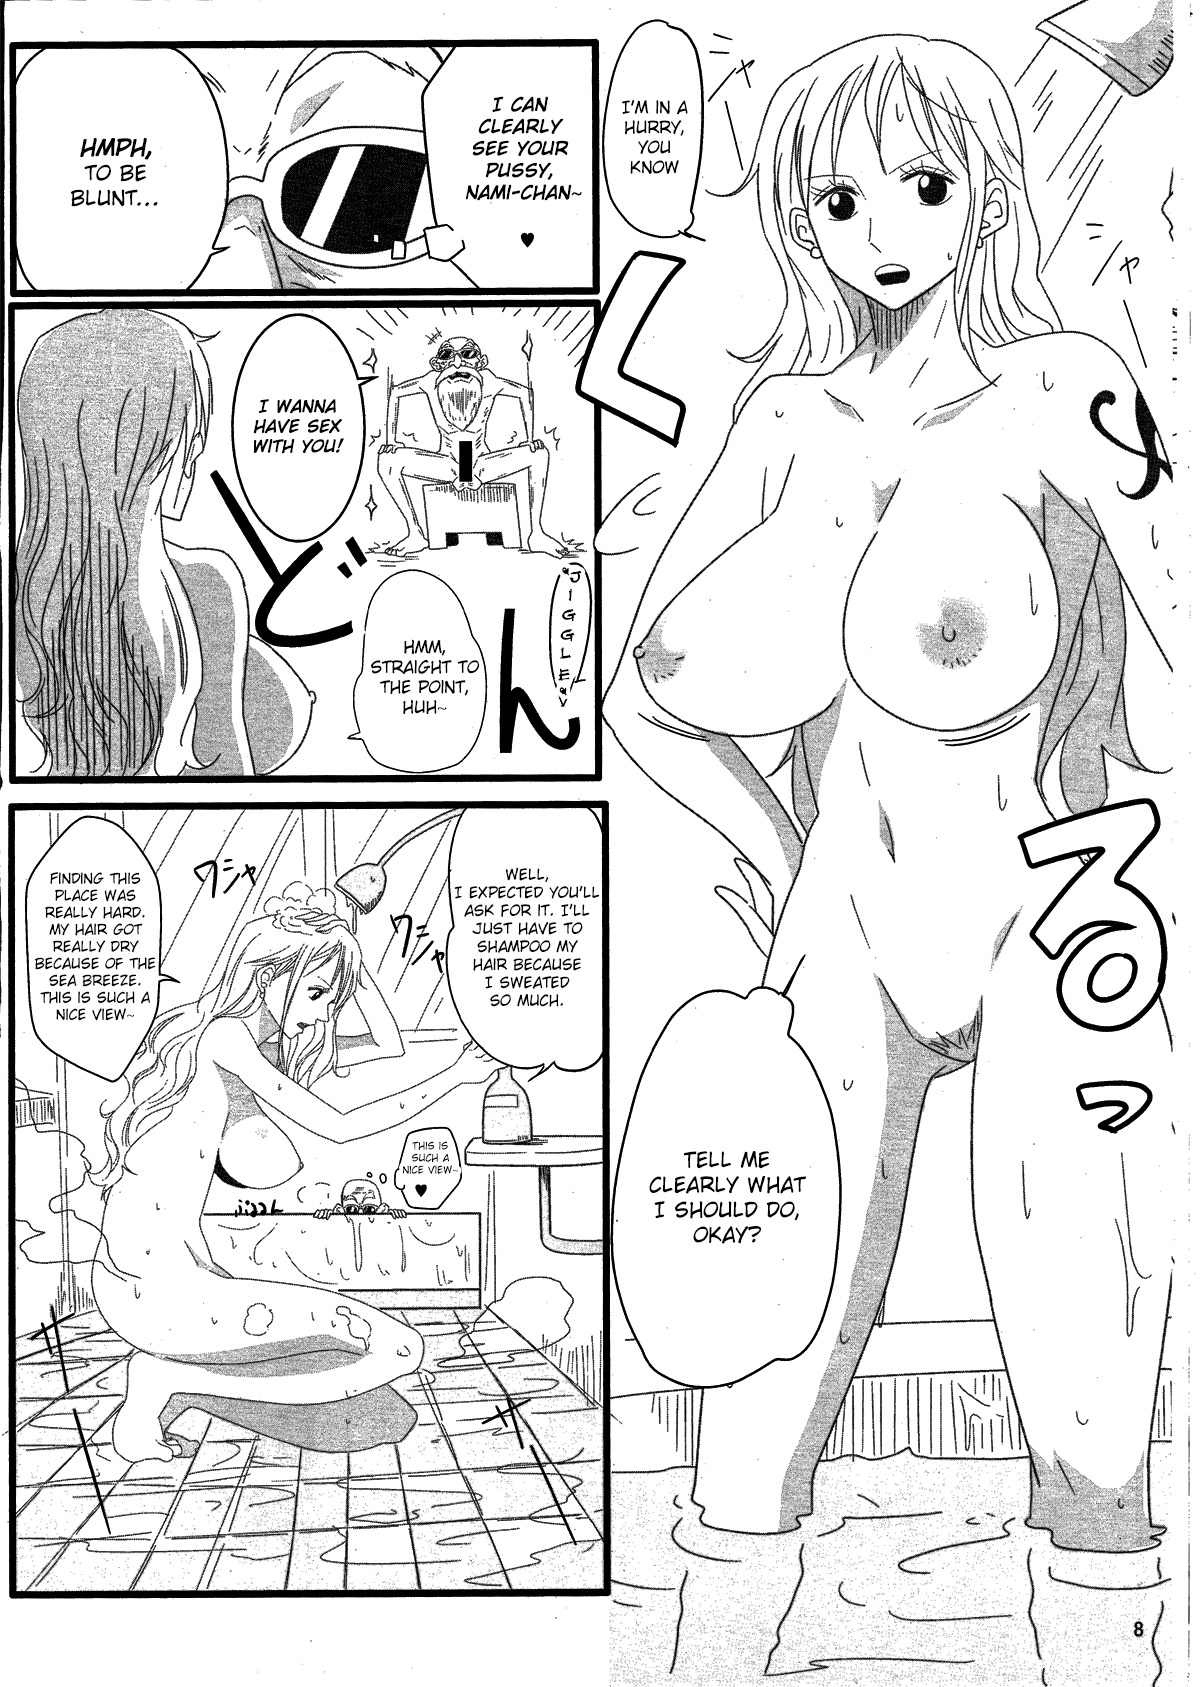 I'M IN A
HURRY,
YOU
KNOW
ャ
ャ
くるっ
TELL ME
CLEARLY WHAT
I SHOULD DO,
OKAY?
I CAN
CLEARLY
SEE YOUR
PUSSY,
NAMI-CHAN~
♥
HMPH,
TO BE
BLUNT...
I WANNA
HAVE SEX
WITH YOU!
どん
JIGGLE
HMM,
STRAIGHT TO
THE POINT,
HUH~
WELL,
I EXPECTED YOU'LL
ASK FOR IT. I'LL
JUST HAVE TO
SHAMPOO MY
HAIR BECAUSE
I SWEATED
SO MUCH.
ワシャ
ワシャ
FINDING THIS
PLACE WAS
REALLY HARD.
MY HAIR GOT
REALLY DRY
BECAUSE OF THE
SEA BREEZE.
THIS IS SUCH A
NICE VIEW~
THIS IS
SUCH A
NICE VIEW~
♥
8